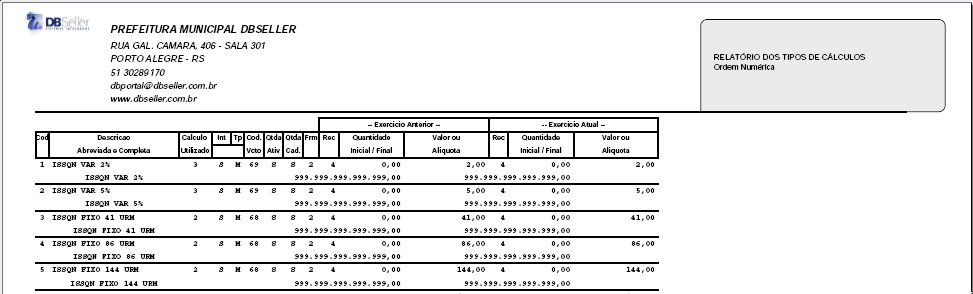 DBSeller
SISTEMAS INTEGRADOS
PREFEITURA MUNICIPAL DBSELLER
RUA GAL. CAMARA, 406 - SALA 301
PORTO ALEGRE - RS
51 30289170
dbportal@dbseller.com.br
www.dbseller.com.br
RELATÓRIO DOS TIPOS DE CÁLCULOS
Ordem Numérica
-- Exercicio Anterior -- -- Exercicio Atual --
Cod Descricao Calculo Int Tp Cod. Qtda Qtda Frm Rec Quantidade Valor ou Rec Quantidade Valor ou
Abreviada e Completa Utilizado Vcto Ativ Cad. Inicial / Final Aliquota Inicial / Final Aliquota
1 ISSQN VAR 2% 3 S M 69 S S 2 4 0,00 2,00 4 0,00 2,00
ISSQN VAR 2% 999.999.999.999.999,00 999.999.999.999.999,00
2 ISSQN VAR 5% 3 S M 69 S S 2 4 0,00 5,00 4 0,00 5,00
ISSQN VAR 5% 999.999.999.999.999,00 999.999.999.999.999,00
3 ISSQN FIXO 41 URM 2 S M 68 S S 2 4 0,00 41,00 4 0,00 41,00
ISSQN FIXO 41 URM 999.999.999.999.999,00 999.999.999.999.999,00
4 ISSQN FIXO 86 URM 2 S M 68 S S 2 4 0,00 86,00 4 0,00 86,00
ISSQN FIXO 86 URM 999.999.999.999.999,00 999.999.999.999.999,00
5 ISSQN FIXO 144 URM 2 S M 68 S S 2 4 0,00 144,00 4 0,00 144,00
ISSQN FIXO 144 URM 999.999.999.999.999,00 999.999.999.999.999,00